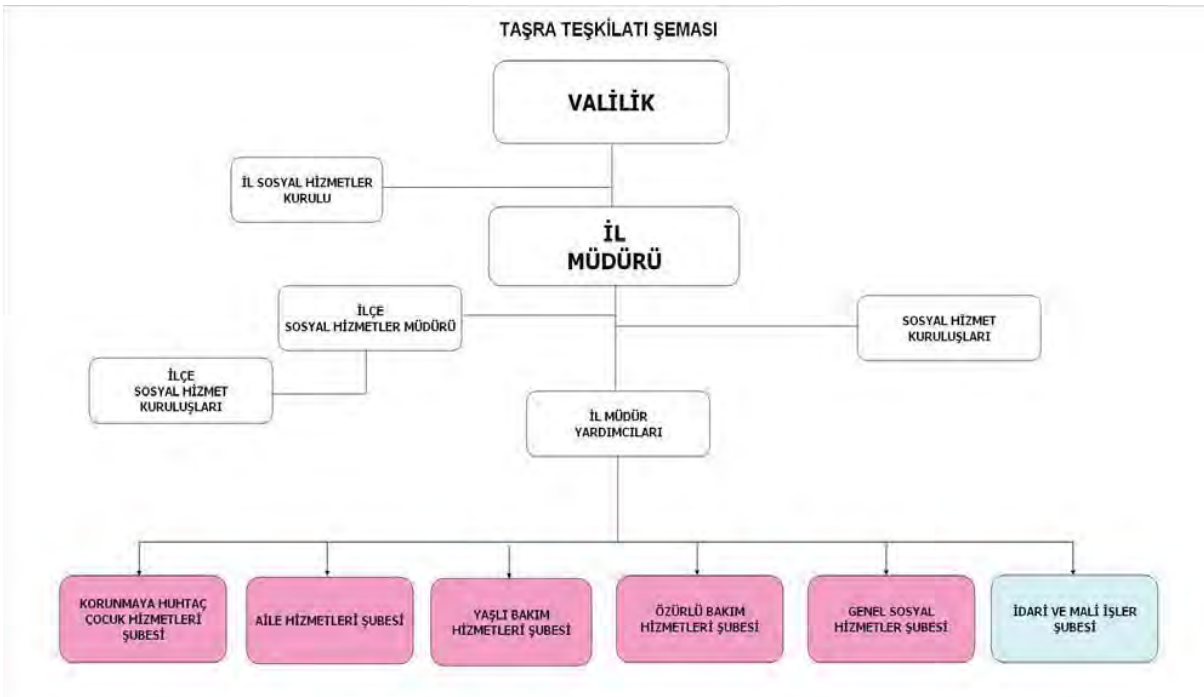 TAŞRA TEŞKİLATI ŞEMASI
VALİLİK
İL SOSYAL HİZMETLER
KURULU
İL
MÜDÜRÜ
İLÇE
SOSYAL HİZMETLER MÜDÜRÜ
SOSYAL HİZMET
KURULUŞLARI
İLÇE
SOSYAL HİZMET
KURULUŞLARI
İL MÜDÜR
YARDIMCILARI
KORUNMAYA HUHTAÇ
ÇOCUK HİZMETLERİ
ŞUBESİ
AİLE HİZMETLERİ ŞUBESİ
YAŞLI BAKIM
HİZMETLERİ ŞUBESİ
ÖZÜRLÜ BAKIM
HİZMETLERİ ŞUBESİ
GENEL SOSYAL
HİZMETLER ŞUBESİ
İDARİ VE MALİ İŞLER
ŞUBESİ